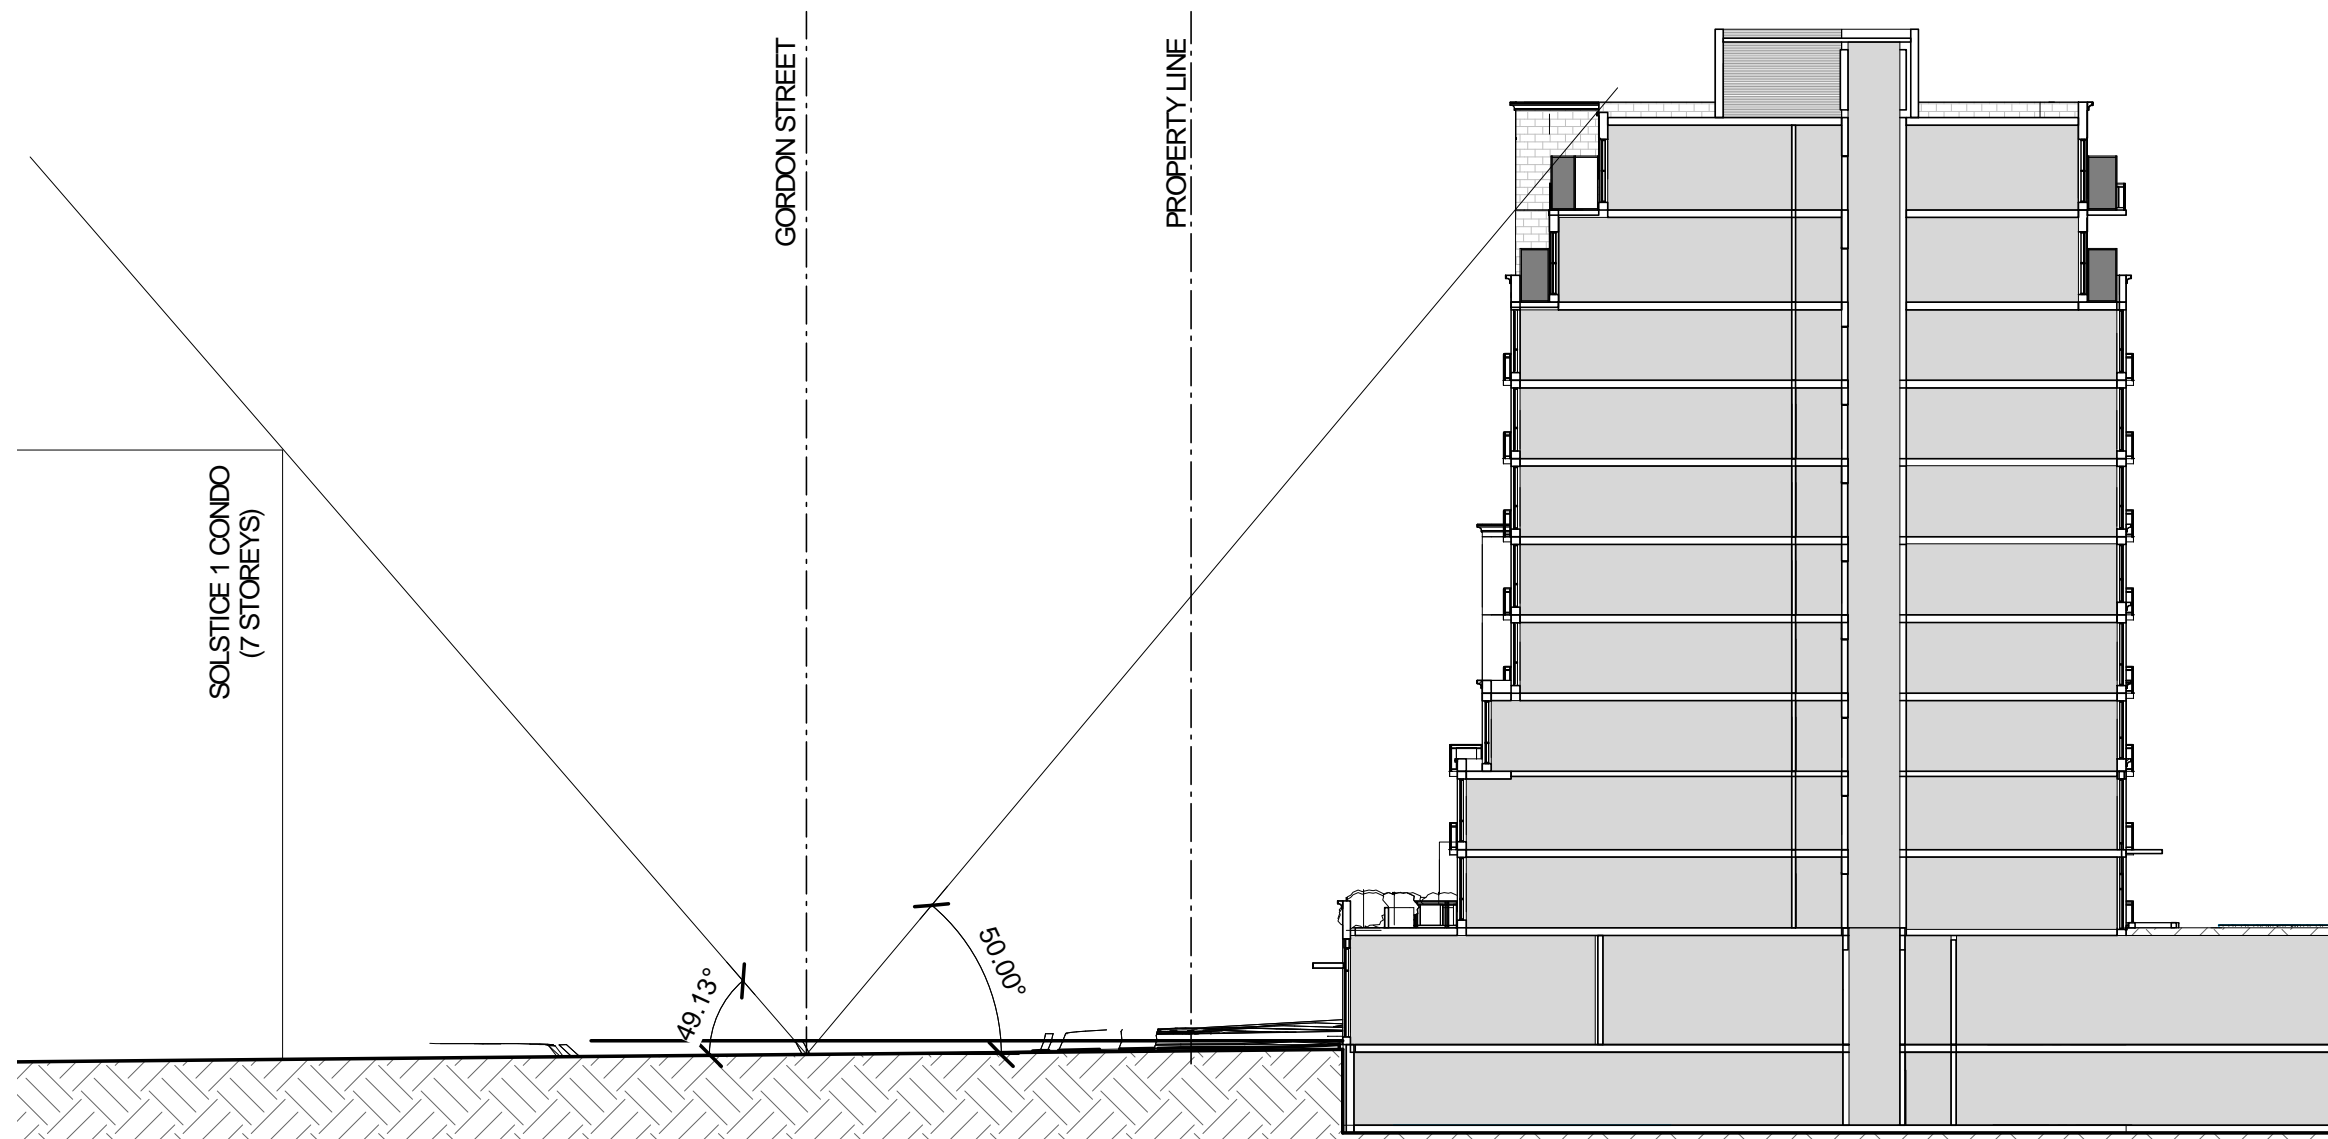 GORDON STREET
PROPERTY LINE
SOLSTICE 1 CONDO
(7 STOREYS)
49.13°
50.00°